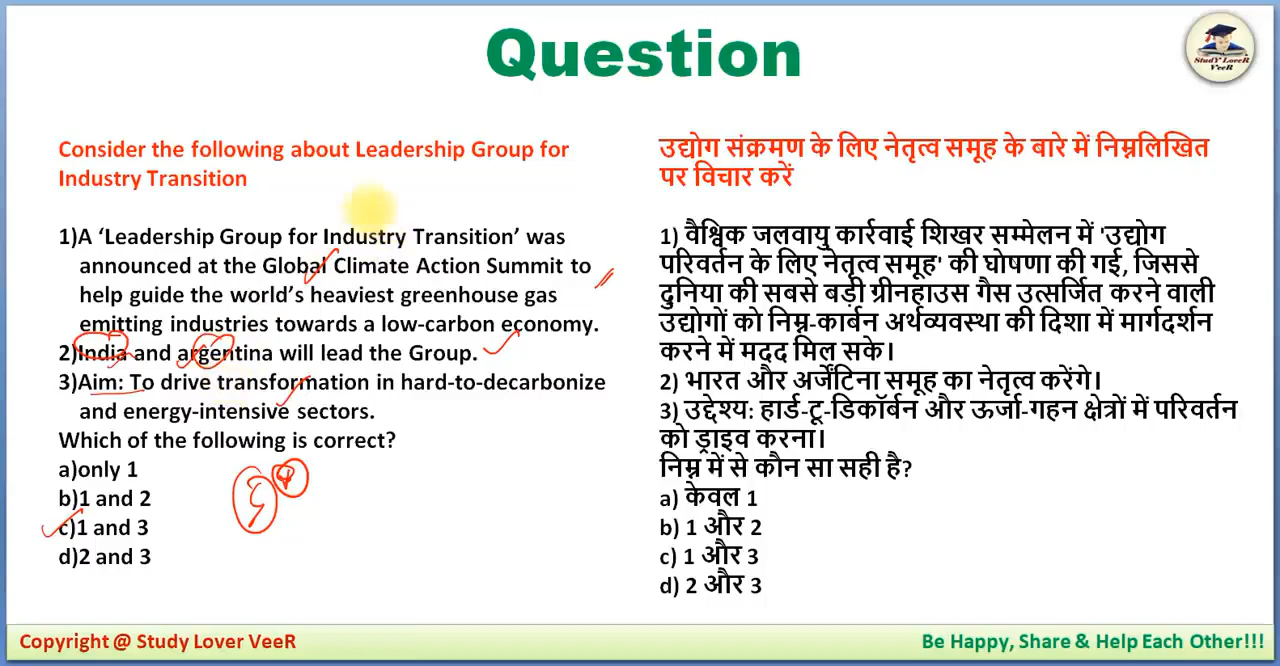 Question
StudY LoveR
VeeR
Consider the following about Leadership Group for
Industry Transition
1)A ‘Leadership Group for Industry Transition’ was
announced at the Global Climate Action Summit to
help guide the world’s heaviest greenhouse gas
emitting industries towards a low-carbon economy.
2)India and argentina will lead the Group.
3)Aim: To drive transformation in hard-to-decarbonize
and energy-intensive sectors.
Which of the following is correct?
a)only 1
b)1 and 2
c)1 and 3
d)2 and 3
उद्योग संक्रमण के लिए नेतृत्व समूह के बारे में निम्नलिखित
पर विचार करें
1) वैश्विक जलवायु कार्रवाई शिखर सम्मेलन में 'उद्योग
परिवर्तन के लिए नेतृत्व समूह' की घोषणा की गई, जिससे
दुनिया की सबसे बड़ी ग्रीनहाउस गैस उत्सर्जित करने वाली
उद्योगों को निम्न-कार्बन अर्थव्यवस्था की दिशा में मार्गदर्शन
करने में मदद मिल सके।
2) भारत और अर्जेंटिना समूह का नेतृत्व करेंगे।
3) उद्देश्य: हार्ड-टू-डिकॉर्बन और ऊर्जा-गहन क्षेत्रों में परिवर्तन
को ड्राइव करना।
निम्न में से कौन सा सही है?
a) केवल 1
b) 1 और 2
c) 1 और 3
d) 2 और 3
Copyright @ Study Lover VeeR
Be Happy, Share & Help Each Other!!!